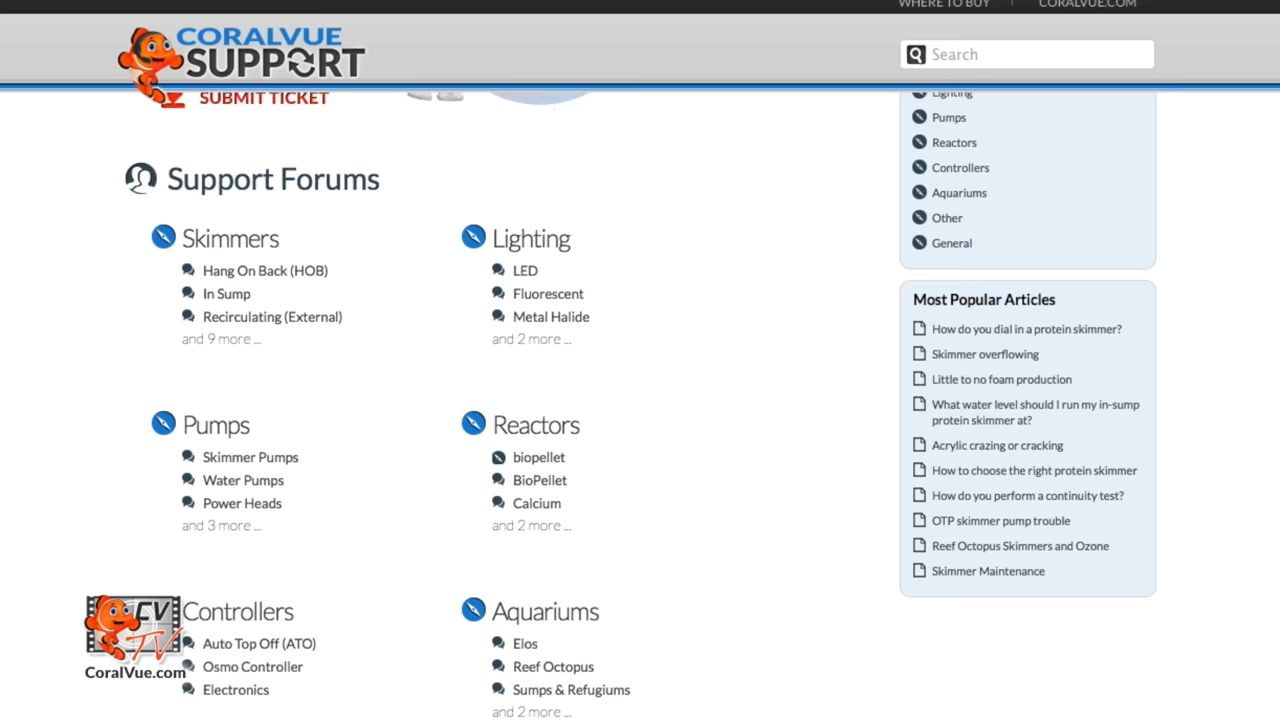 WHERE TO BUY
CORALVUE.COM
CORALVUE
SUPPORT
Search
SUBMIT TICKET
Support Forums
Skimmers
Hang On Back (HOB)
In Sump
Recirculating (External)
and 9 more ...
Lighting
LED
Fluorescent
Metal Halide
and 2 more ...
Pumps
Skimmer Pumps
Water Pumps
Power Heads
and 3 more ...
Reactors
biopellet
BioPellet
Calcium
and 2 more ...
Controllers
Auto Top Off (ATO)
Osmo Controller
Electronics
Aquariums
Elos
Reef Octopus
Sumps & Refugiums
and 2 more ...
CV
TV
CoralVue.com
Lighting
Pumps
Reactors
Controllers
Aquariums
Other
General
Most Popular Articles
How do you dial in a protein skimmer?
Skimmer overflowing
Little to no foam production
What water level should I run my in-sump
protein skimmer at?
Acrylic crazing or cracking
How to choose the right protein skimmer
How do you perform a continuity test?
OTP skimmer pump trouble
Reef Octopus Skimmers and Ozone
Skimmer Maintenance